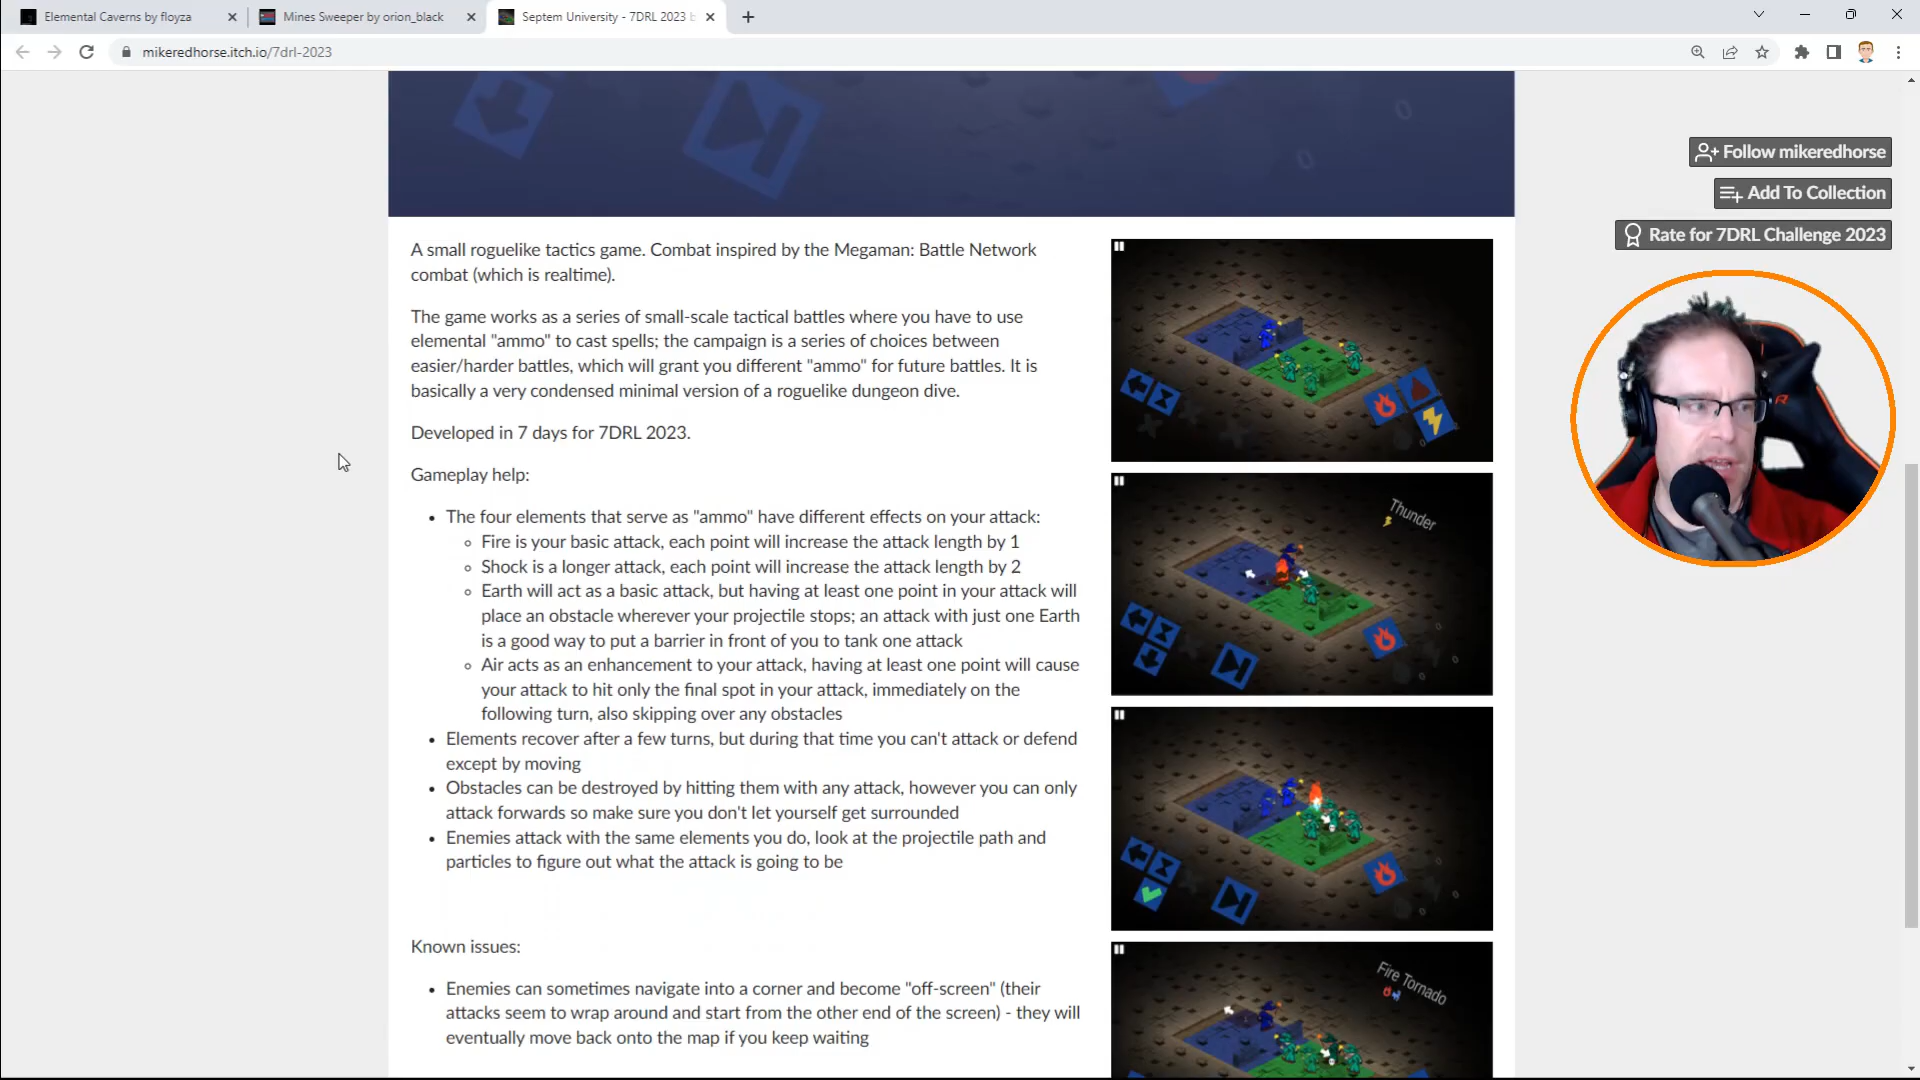 Elemental Caverns by floyza
Mines Sweeper by orion_black
Septem University - 7DRL 2023 b
mikeredhorse.itch.io/7drl-2023
Follow mikeredhorse
Add To Collection
Rate for 7DRL Challenge 2023
A small roguelike tactics game. Combat inspired by the Megaman: Battle Network
combat (which is realtime).
The game works as a series of small-scale tactical battles where you have to use
elemental "ammo" to cast spells; the campaign is a series of choices between
easier/harder battles, which will grant you different "ammo" for future battles. It is
basically a very condensed minimal version of a roguelike dungeon dive.
Developed in 7 days for 7DRL 2023.
Gameplay help:
The four elements that serve as "ammo" have different effects on your attack:
Fire is your basic attack, each point will increase the attack length by 1
Shock is a longer attack, each point will increase the attack length by 2
Earth will act as a basic attack, but having at least one point in your attack will
place an obstacle wherever your projectile stops; an attack with just one Earth
is a good way to put a barrier in front of you to tank one attack
Air acts as an enhancement to your attack, having at least one point will cause
your attack to hit only the final spot in your attack, immediately on the
following turn, also skipping over any obstacles
Elements recover after a few turns, but during that time you can't attack or defend
except by moving
Obstacles can be destroyed by hitting them with any attack, however you can only
attack forwards so make sure you don't let yourself get surrounded
Enemies attack with the same elements you do, look at the projectile path and
particles to figure out what the attack is going to be
Known issues:
Enemies can sometimes navigate into a corner and become "off-screen" (their
attacks seem to wrap around and start from the other end of the screen) - they will
eventually move back onto the map if you keep waiting
Thunder
Fire Tornado